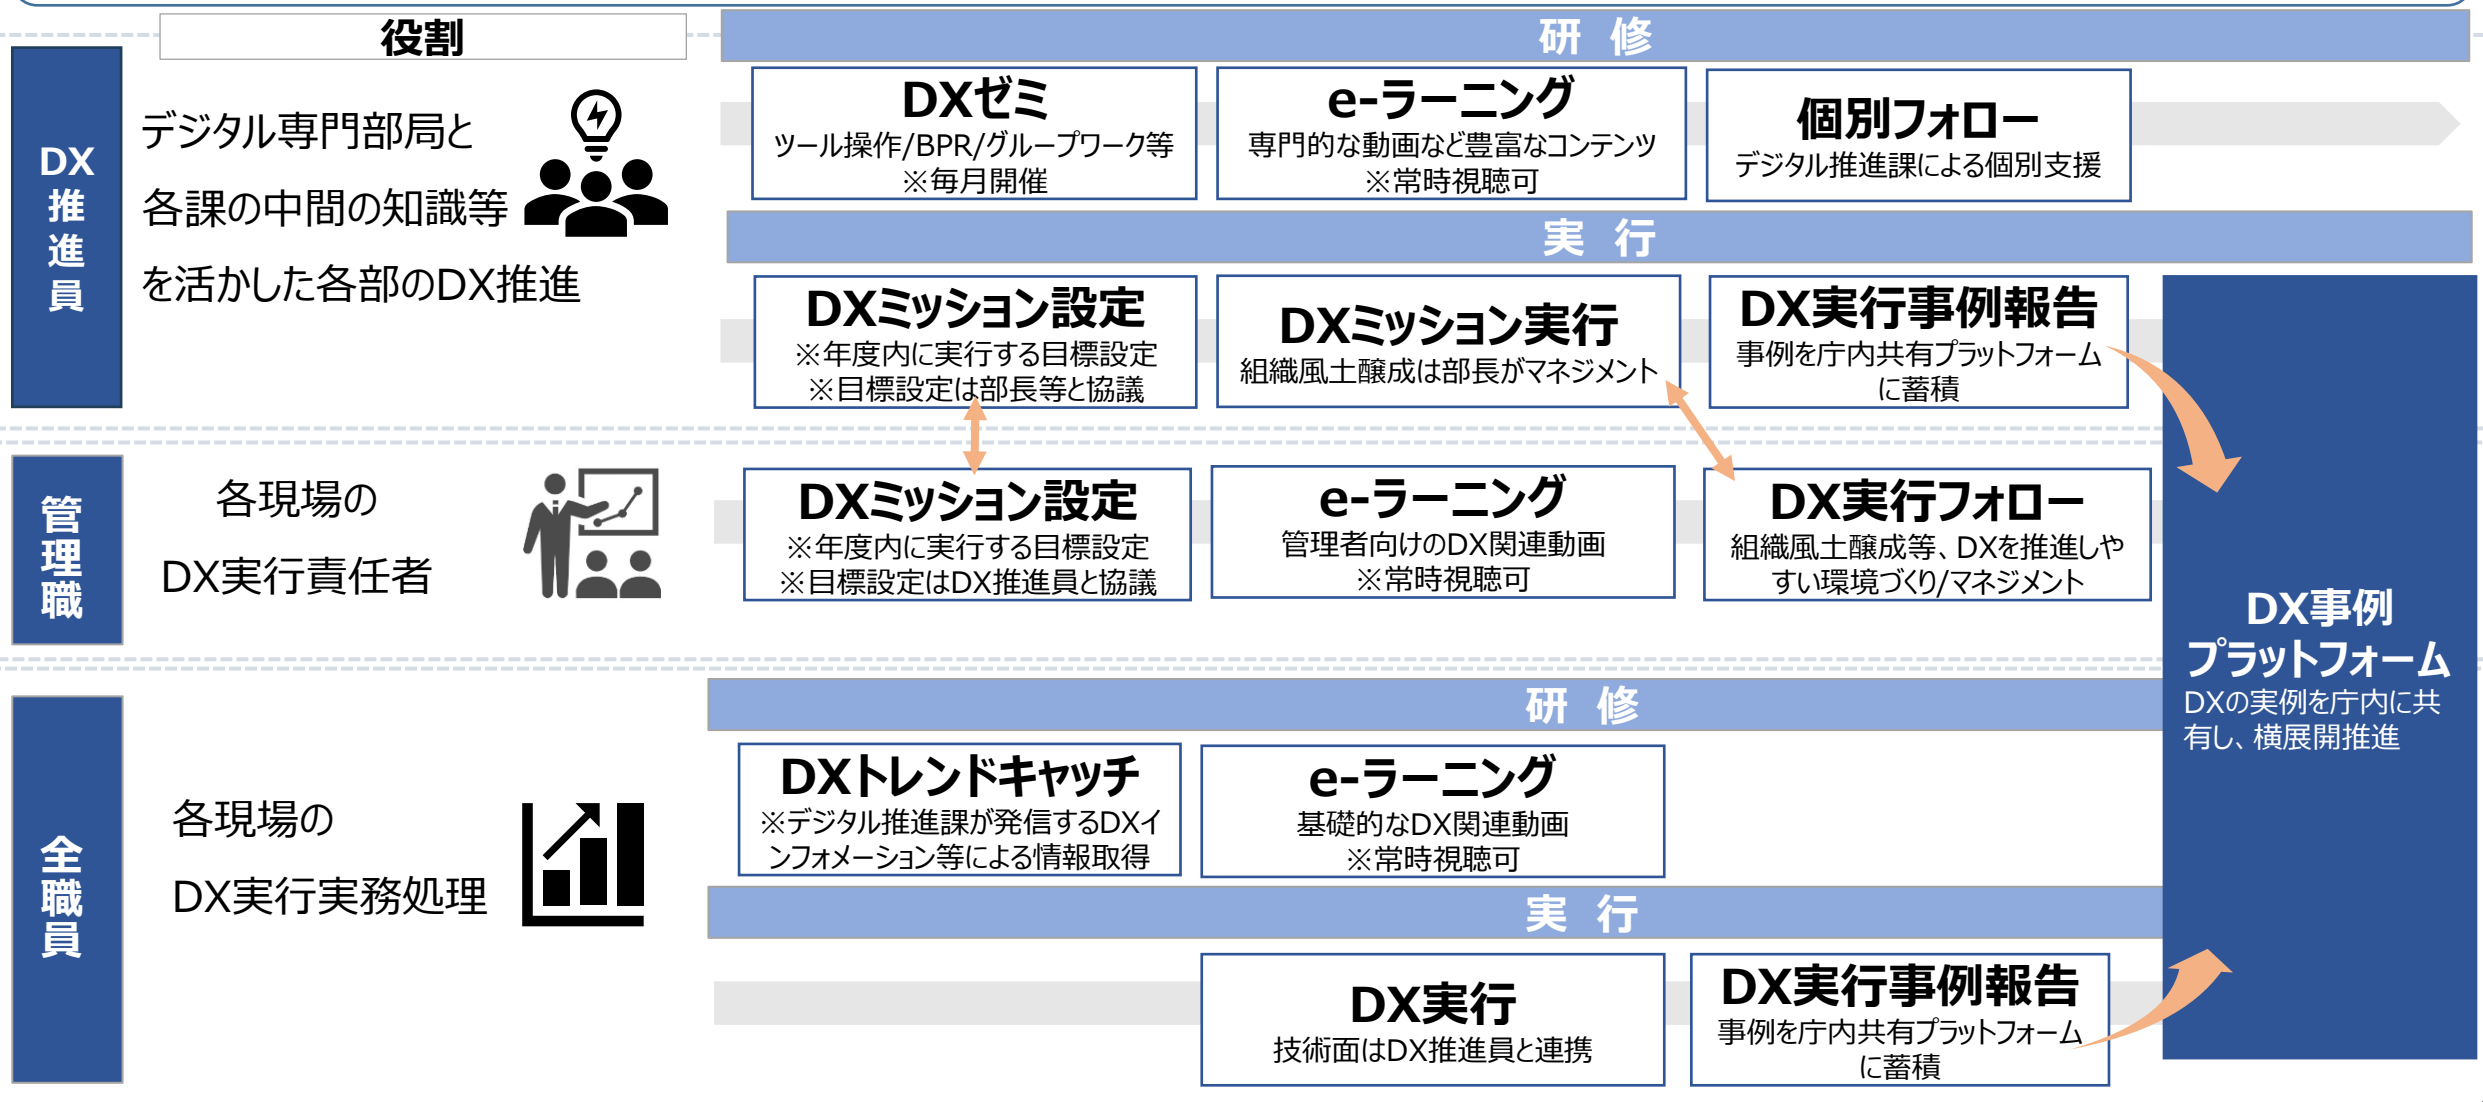 役割
研 修
DX
推
進
員
デジタル専門部局と
各課の中間の知識等
を活かした各部のDX推進
DXゼミ
ツール操作/BPR/グループワーク等
※毎月開催
e-ラーニング
専門的な動画など豊富なコンテンツ
※常時視聴可
個別フォロー
デジタル推進課による個別支援
実 行
DXミッション設定
※年度内に実行する目標設定
※目標設定は部長等と協議
DXミッション実行
組織風土醸成は部長がマネジメント
DX実行事例報告
事例を庁内共有プラットフォーム
に蓄積
管
理
職
各現場の
DX実行責任者
DXミッション設定
※年度内に実行する目標設定
※目標設定はDX推進員と協議
e-ラーニング
管理者向けのDX関連動画
※常時視聴可
DX実行フォロー
組織風土醸成等、DXを推進しや
すい環境づくり/マネジメント
DX事例
プラットフォーム
DXの実例を庁内に共
有し、横展開推進
全
職
員
各現場の
DX実行実務処理
研 修
DXトレンドキャッチ
※デジタル推進課が発信するDXイ
ンフォメーション等による情報取得
e-ラーニング
基礎的なDX関連動画
※常時視聴可
実 行
DX実行
技術面はDX推進員と連携
DX実行事例報告
事例を庁内共有プラットフォーム
に蓄積